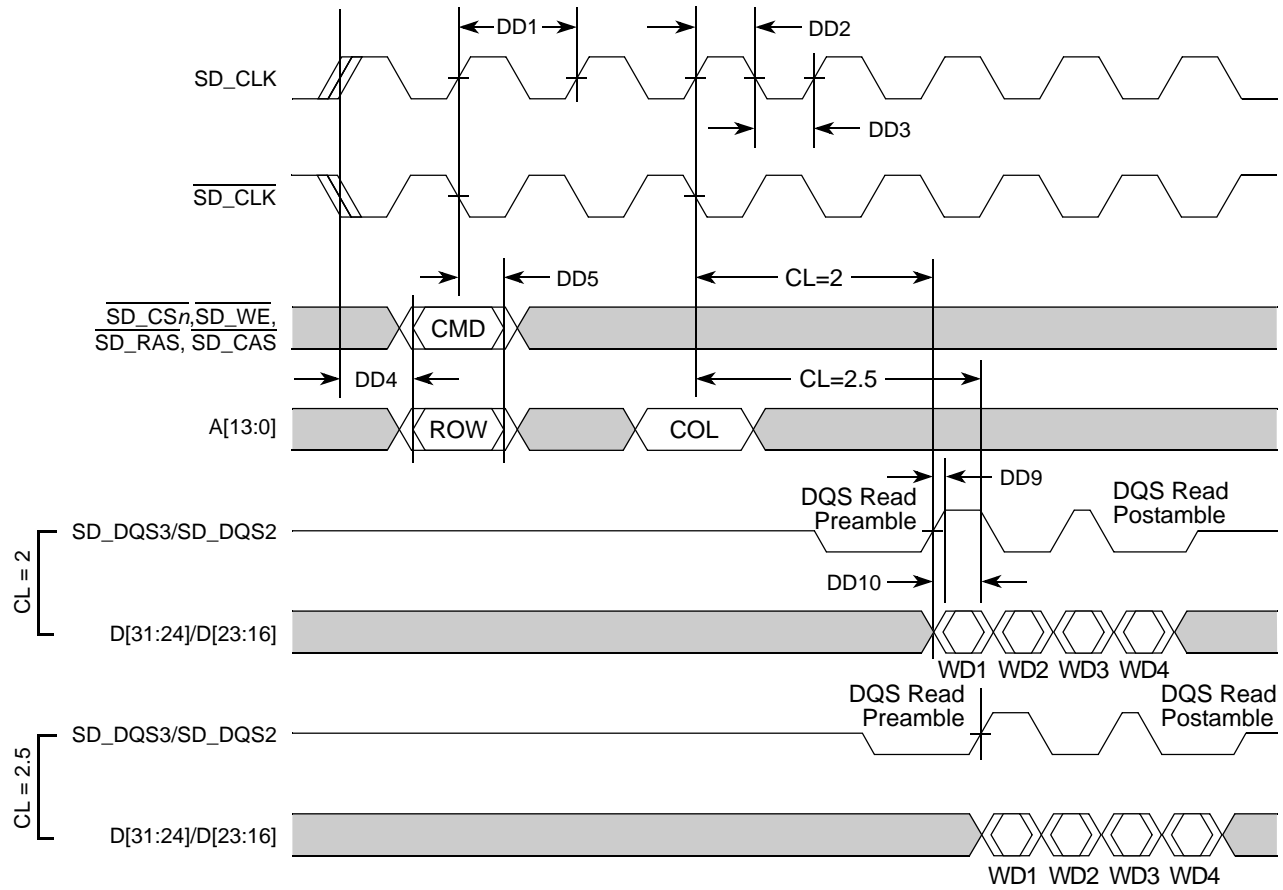 DD1
DD2
SD_CLK
DD3
SD_CLK
DD5
CL=2
SD_CSn,SD_WE,
SD_RAS, SD_CAS
CMD
DD4
CL=2.5
A[13:0]
ROW
COL
DD9
DQS Read
Preamble
DQS Read
Postamble
CL = 2
SD_DQS3/SD_DQS2
DD10
D[31:24]/D[23:16]
WD1 WD2 WD3 WD4
DQS Read
Preamble
DQS Read
Postamble
CL = 2.5
SD_DQS3/SD_DQS2
D[31:24]/D[23:16]
WD1 WD2 WD3 WD4